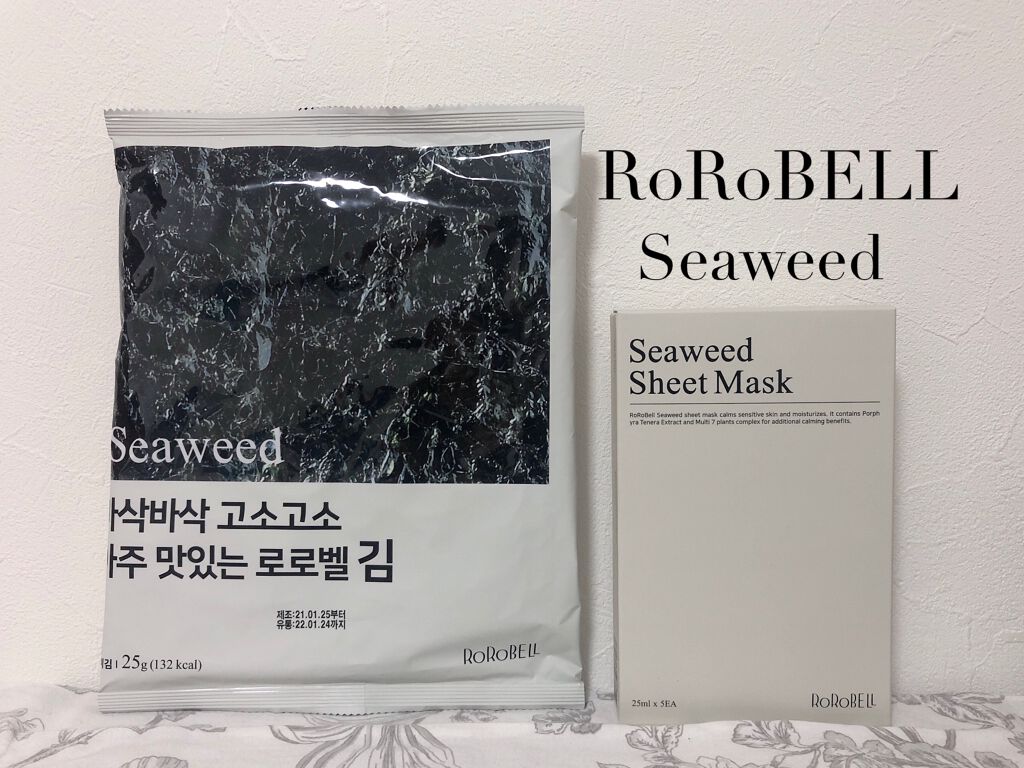 RoRoBELL
Seaweed
Seaweed
삭바삭 고소고소
주 맛있는 로로벨 김
제조:21.01.25부터
유통:22.01.24까지
김 | 25g (132 kcal)
RoRoBELL
Seaweed
Sheet Mask
RoRoBell Seaweed sheet mask calms sensitive skin and moisturizes. It contains Porph
yra Tenera Extract and Multi 7 plants complex for additional calming benefits.
25ml x 5EA
RoRoBELL